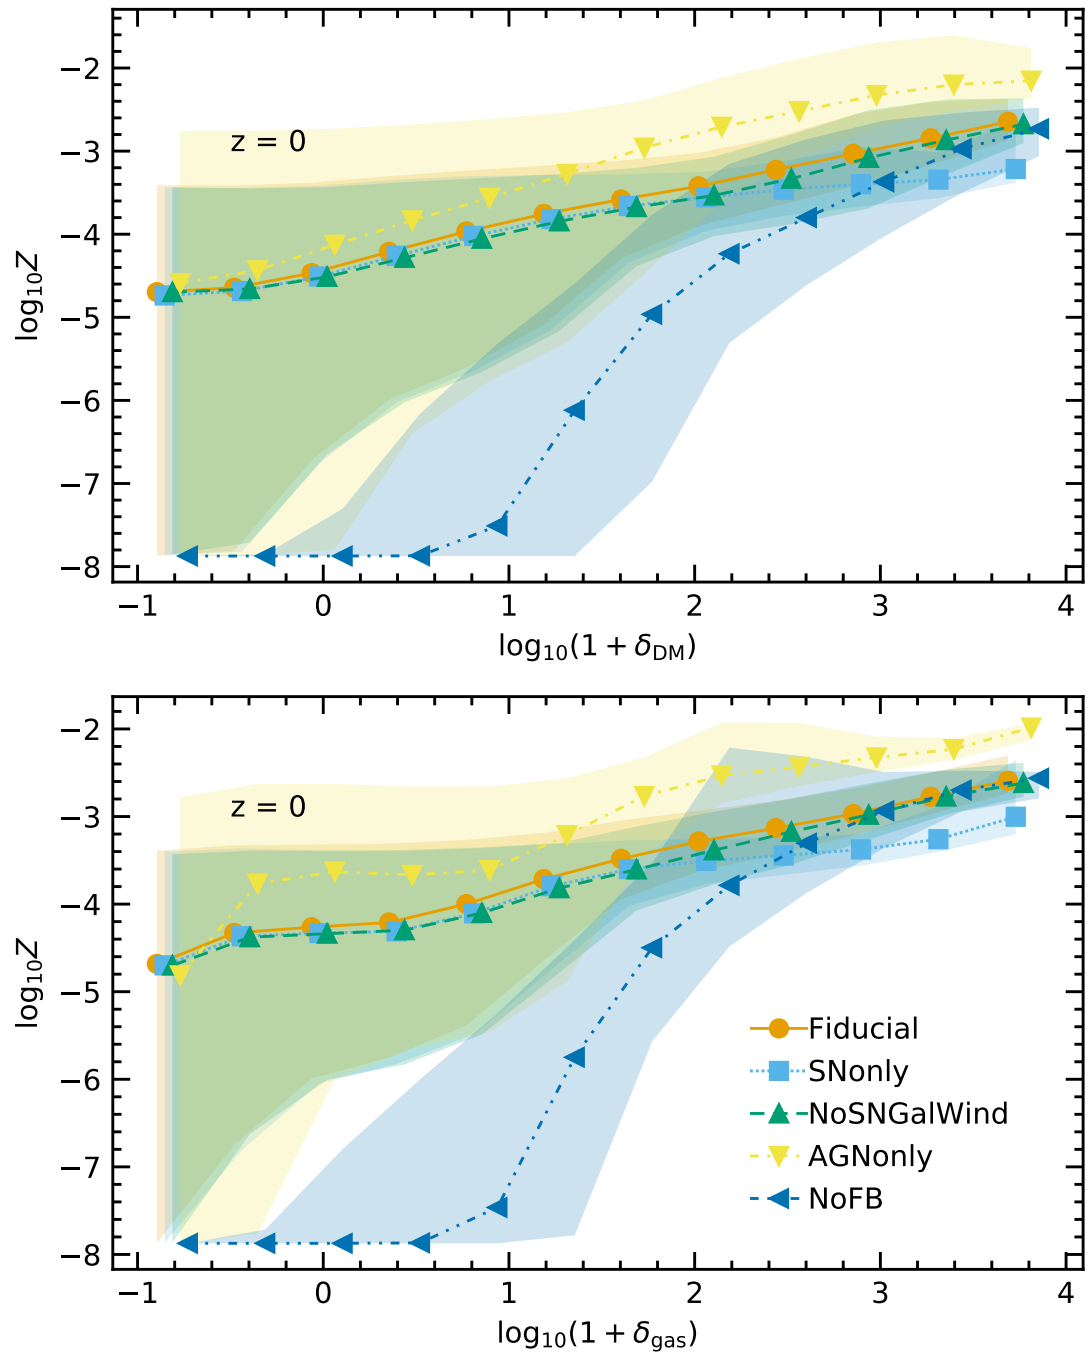 −2
−3
−4
−5
−6
−7
−8
log₁₀Z
z = 0
−1 0 1 2 3 4
log₁₀(1 + δ_DM)
−2
−3
−4
−5
−6
−7
−8
log₁₀Z
z = 0
Fiducial
SNonly
NoSNGalWind
AGNonly
NoFB
−1 0 1 2 3 4
log₁₀(1 + δ_gas)